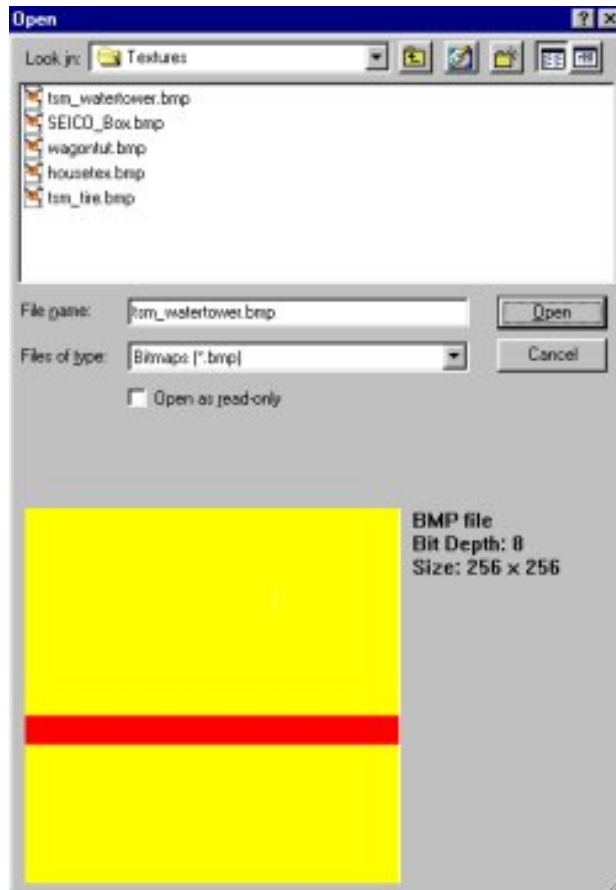 Open
Look in: Textures
tsm_watertower.bmp
SEICO_Box.bmp
wagontut.bmp
housetex.bmp
tsm_tire.bmp
File name: tsm_watertower.bmp Open
Files of type: Bitmaps (*.bmp) Cancel
Open as read-only
BMP file
Bit Depth: 8
Size: 256 x 256